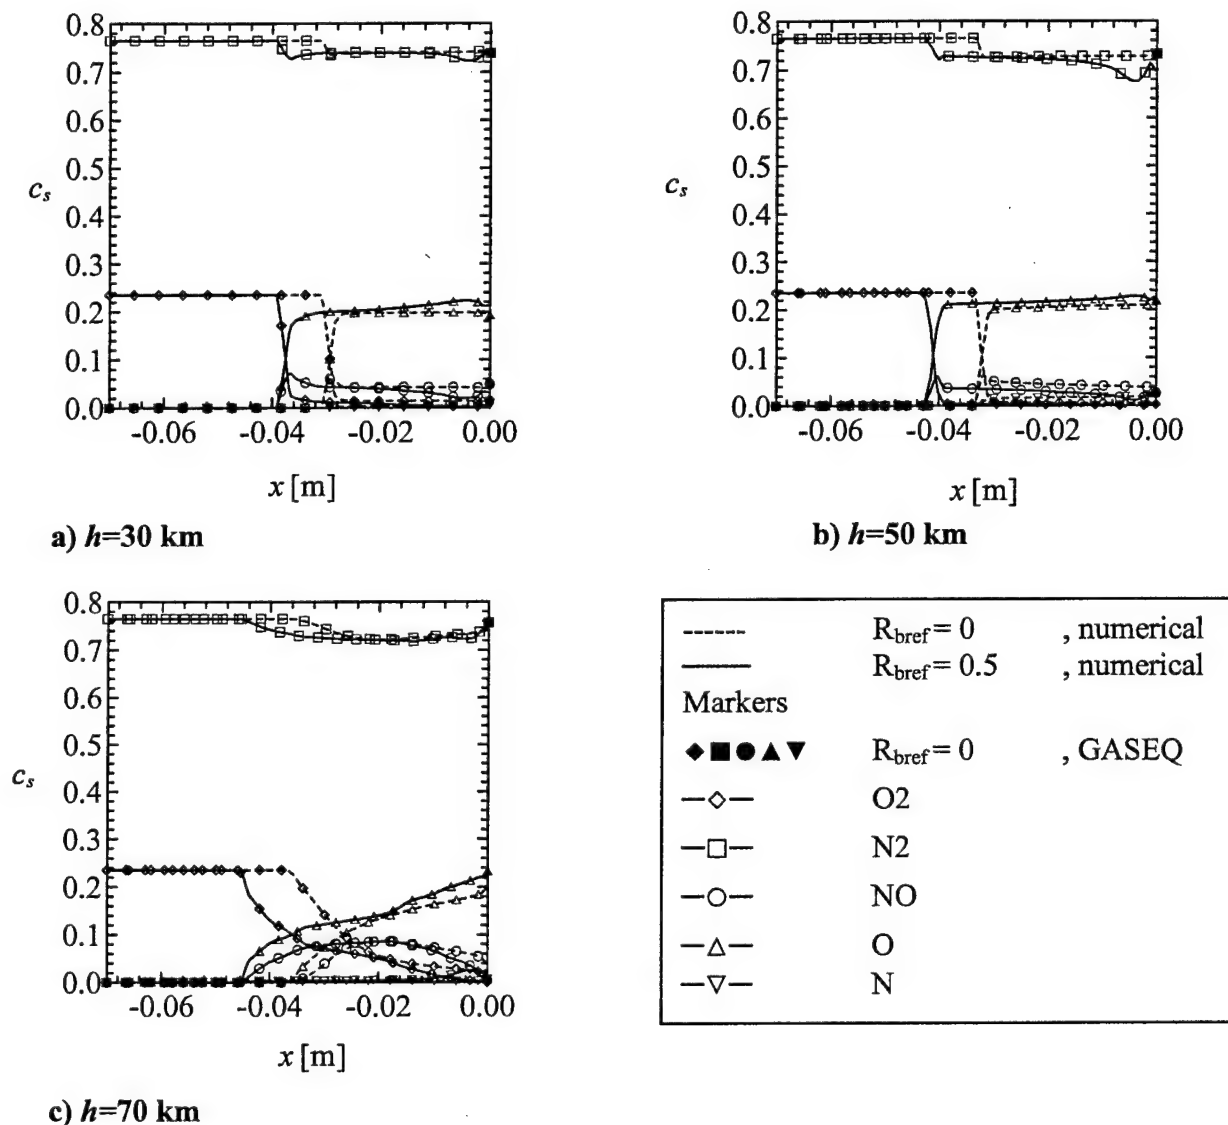 0.8
0.7
0.6
0.5
c_s
0.4
0.3
0.2
0.1
0.0
-0.06 -0.04 -0.02 0.00
x [m]
a) h=30 km
0.8
0.7
0.6
0.5
c_s
0.4
0.3
0.2
0.1
0.0
-0.06 -0.04 -0.02 0.00
x [m]
b) h=50 km
0.8
0.7
0.6
0.5
c_s
0.4
0.3
0.2
0.1
0.0
-0.06 -0.04 -0.02 0.00
x [m]
c) h=70 km
R_bref = 0 , numerical
R_bref = 0.5 , numerical
Markers
R_bref = 0 , GASEQ
O2
N2
NO
O
N